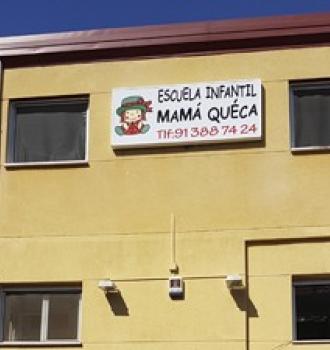 ESCUELA INFANTIL
MAMÁ QUÉCA
Tlf:91 388 74 24